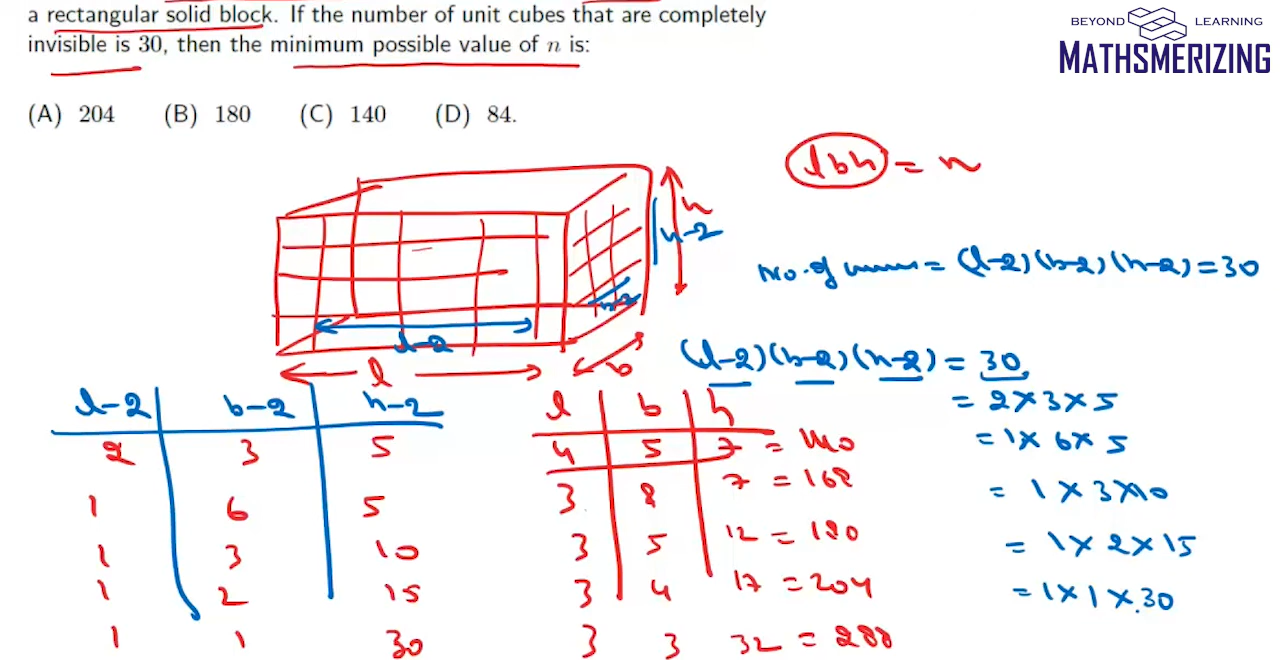 a rectangular solid block. If the number of unit cubes that are completely
invisible is 30, then the minimum possible value of n is:
BEYOND LEARNING
MATHSMERIZING
(A) 204 (B) 180 (C) 140 (D) 84.
lbh = n
h
h-2
No. of = (l-2)(b-2)(h-2)=30
l-2
b
l
(l-2)(b-2)(h-2) = 30
= 2×3×5
= 1×6×5
= 1×3×10
= 1×2×15
= 1×1×30
l-2 b-2 h-2
2 3 5
1 6 5
1 3 10
1 2 15
1 1 30
l b h
4 5 7 = 140
3 8 7 = 168
3 5 12 = 180
3 4 17 = 204
3 3 32 = 288